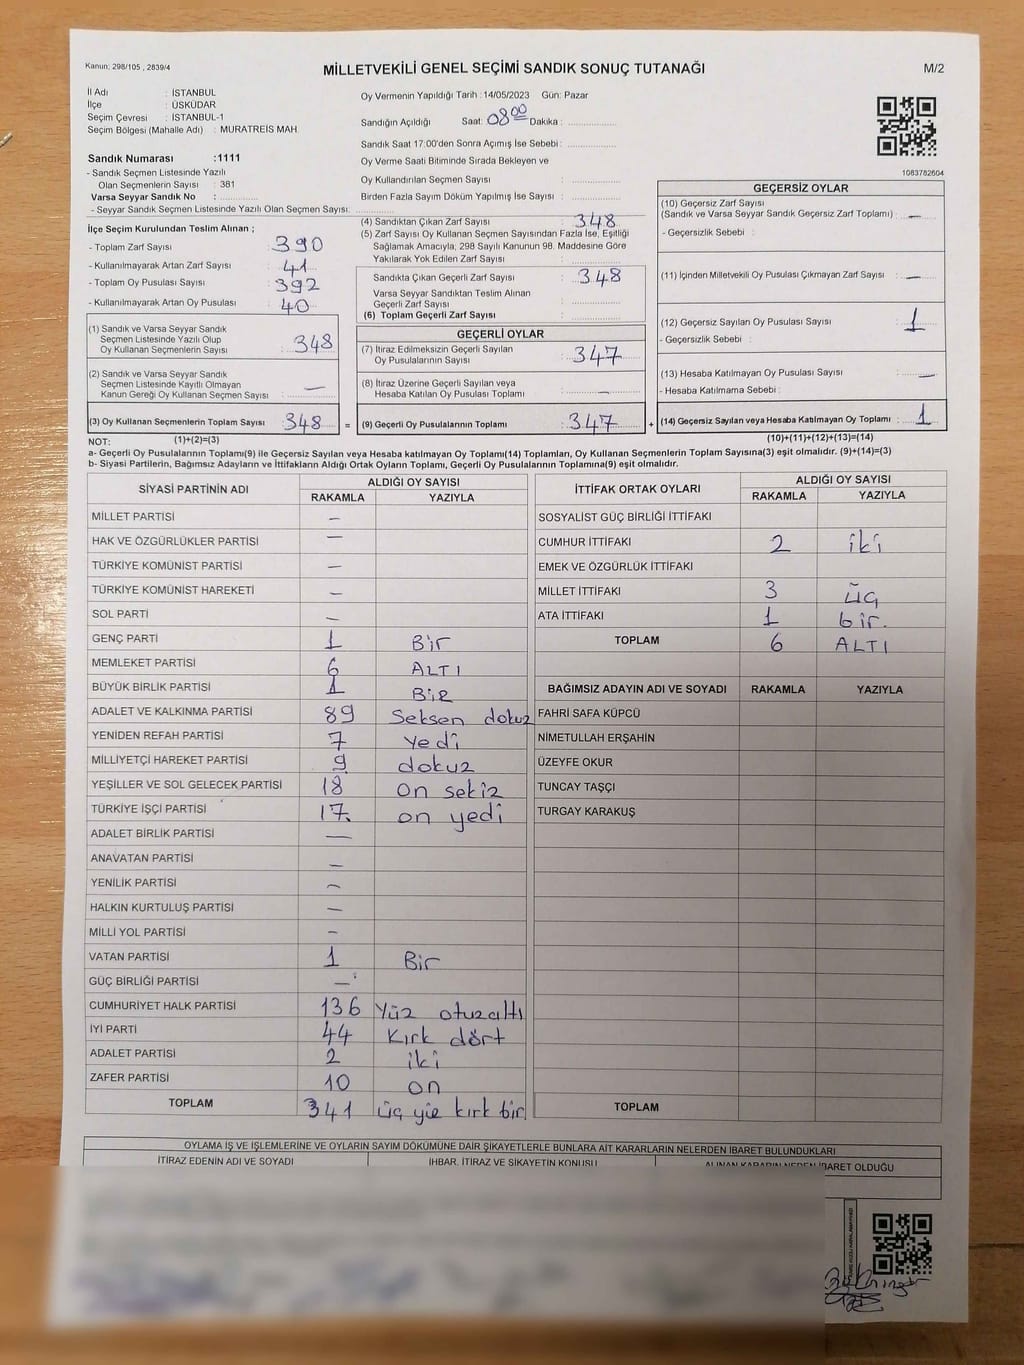 Kanun; 298/105 , 2839/4
MİLLETVEKİLİ GENEL SEÇİMİ SANDIK SONUÇ TUTANAĞI
M/2
İl Adı : İSTANBUL
İlçe : ÜSKÜDAR
Seçim Çevresi : İSTANBUL-1
Seçim Bölgesi (Mahalle Adı) : MURATREİS MAH.
Sandık Numarası :1111
- Sandık Seçmen Listesinde Yazılı
Olan Seçmenlerin Sayısı : 381
Varsa Seyyar Sandık No :
- Seyyar Sandık Seçmen Listesinde Yazılı Olan Seçmen Sayısı:
Oy Vermenin Yapıldığı Tarih : 14/05/2023 Gün: Pazar
Sandığın Açıldığı Saat: 08 00 Dakika :
Sandık Saat 17:00'den Sonra Açımış İse Sebebi :
Oy Verme Saati Bitiminde Sırada Bekleyen ve
Oy Kullandırılan Seçmen Sayısı :
Birden Fazla Sayım Döküm Yapılmış İse Sayısı :
1083782604
İlçe Seçim Kurulundan Teslim Alınan ;
- Toplam Zarf Sayısı : 390
- Kullanılmayarak Artan Zarf Sayısı : 41
- Toplam Oy Pusulası Sayısı : 392
- Kullanılmayarak Artan Oy Pusulası : 40
(1) Sandık ve Varsa Seyyar Sandık
Seçmen Listesinde Yazılı Olup
Oy Kullanan Seçmenlerin Sayısı : 348
(2) Sandık ve Varsa Seyyar Sandık
Seçmen Listesinde Kayıtlı Olmayan
Kanun Gereği Oy Kullanan Seçmen Sayısı : —
(3) Oy Kullanan Seçmenlerin Toplam Sayısı : 348 =
(4) Sandıktan Çıkan Zarf Sayısı : 348
(5) Zarf Sayısı Oy Kullanan Seçmen Sayısından Fazla İse, Eşitliği
Sağlamak Amacıyla; 298 Sayılı Kanunun 98. Maddesine Göre
Yakılarak Yok Edilen Zarf Sayısı :
Sandıkta Çıkan Geçerli Zarf Sayısı : 348
Varsa Seyyar Sandıktan Teslim Alınan
Geçerli Zarf Sayısı :
(6) Toplam Geçerli Zarf Sayısı :
GEÇERLİ OYLAR
(7) İtiraz Edilmeksizin Geçerli Sayılan
Oy Pusulalarının Sayısı : 347
(8) İtiraz Üzerine Geçerli Sayılan veya
Hesaba Katılan Oy Pusulası Toplamı : —
(9) Geçerli Oy Pusulalarının Toplamı : 347 +
GEÇERSİZ OYLAR
(10) Geçersiz Zarf Sayısı
(Sandık ve Varsa Seyyar Sandık Geçersiz Zarf Toplamı) : —
- Geçersizlik Sebebi :
(11) İçinden Milletvekili Oy Pusulası Çıkmayan Zarf Sayısı : —
(12) Geçersiz Sayılan Oy Pusulası Sayısı : 1
- Geçersizlik Sebebi :
(13) Hesaba Katılmayan Oy Pusulası Sayısı : —
- Hesaba Katılmama Sebebi :
(14) Geçersiz Sayılan veya Hesaba Katılmayan Oy Toplamı : 1
NOT: (1)+(2)=(3)
(10)+(11)+(12)+(13)=(14)
a- Geçerli Oy Pusulalarının Toplamı(9) ile Geçersiz Sayılan veya Hesaba Katılmayan Oy Toplamı(14) Toplamları, Oy Kullanan Seçmenlerin Toplam Sayısına(3) eşit olmalıdır. (9)+(14)=(3)
b- Siyasi Partilerin, Bağımsız Adayların ve İttifakların Aldığı Ortak Oyların Toplamı, Geçerli Oy Pusulalarının Toplamına(9) eşit olmalıdır.
SİYASİ PARTİNİN ADI ALDIĞI OY SAYISI
RAKAMLA YAZIYLA
MİLLET PARTİSİ —
HAK VE ÖZGÜRLÜKLER PARTİSİ —
TÜRKİYE KOMÜNİST PARTİSİ —
TÜRKİYE KOMÜNİST HAREKETİ —
SOL PARTİ —
GENÇ PARTİ 1 Bir
MEMLEKET PARTİSİ 6 ALTI
BÜYÜK BİRLİK PARTİSİ 1 Bir
ADALET VE KALKINMA PARTİSİ 89 Seksen dokuz
YENİDEN REFAH PARTİSİ 7 Yedi
MİLLİYETÇİ HAREKET PARTİSİ 9 dokuz
YEŞİLLER VE SOL GELECEK PARTİSİ 18 on sekiz
TÜRKİYE İŞÇİ PARTİSİ 17. on yedi
ADALET BİRLİK PARTİSİ —
ANAVATAN PARTİSİ —
YENİLİK PARTİSİ —
HALKIN KURTULUŞ PARTİSİ —
MİLLİ YOL PARTİSİ —
VATAN PARTİSİ 1 Bir
GÜÇ BİRLİĞİ PARTİSİ —
CUMHURİYET HALK PARTİSİ 136 Yüz otuzaltı
İYİ PARTİ 44 Kırk dört
ADALET PARTİSİ 2 iki
ZAFER PARTİSİ 10 on
TOPLAM 341 üç yüz kırk bir
İTTİFAK ORTAK OYLARI ALDIĞI OY SAYISI
RAKAMLA YAZIYLA
SOSYALİST GÜÇ BİRLİĞİ İTTİFAKI
CUMHUR İTTİFAKI 2 iki
EMEK VE ÖZGÜRLÜK İTTİFAKI
MİLLET İTTİFAKI 3 üç
ATA İTTİFAKI 1 bir.
TOPLAM 6 ALTI
BAĞIMSIZ ADAYIN ADI VE SOYADI RAKAMLA YAZIYLA
FAHRİ SAFA KÜPCÜ
NİMETULLAH ERŞAHİN
ÜZEYFE OKUR
TUNCAY TAŞÇI
TURGAY KARAKUŞ
TOPLAM
OYLAMA İŞ VE İŞLEMLERİNE VE OYLARIN SAYIM DÖKÜMÜNE DAİR ŞİKAYETLERLE BUNLARA AİT KARARLARIN NELERDEN İBARET BULUNDUKLARI
İTİRAZ EDENİN ADI VE SOYADI
İHBAR, İTİRAZ VE ŞİKAYETİN KONUSU
ALINAN KARARIN NEDEN İBARET OLDUĞU